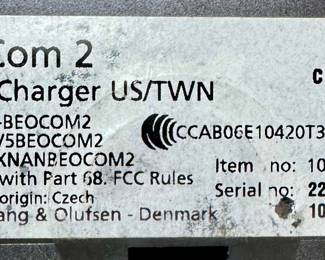 Com 2
C
Charger US/TWN
-BEOCOM2
V5BEOCOM2
CCAB06E10420T3
XNANBEOCOM2
Item no: 10
with Part 68. FCC Rules
Serial no: 22
origin: Czech
ang & Olufsen - Denmark
10